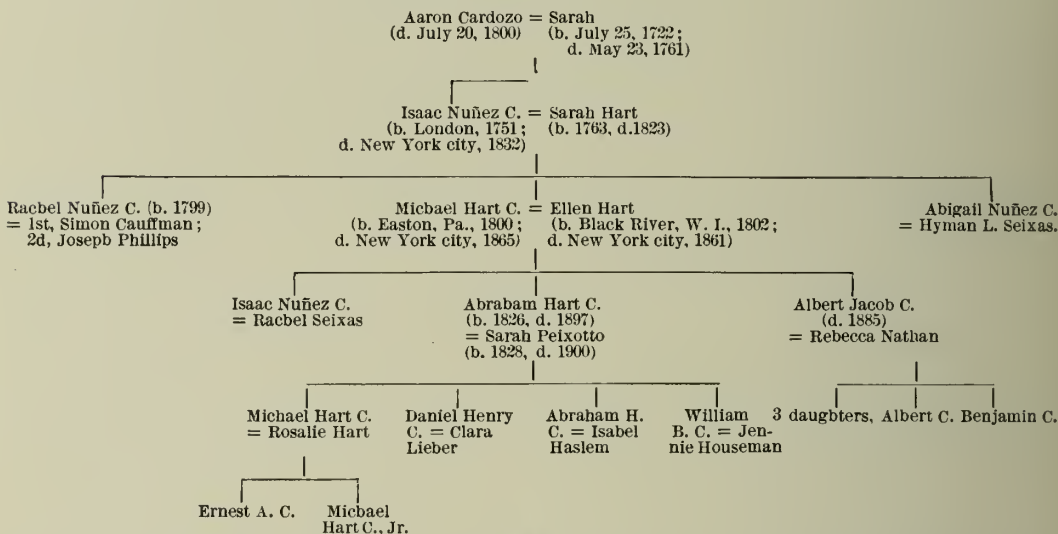 Aaron Cardozo = Sarah
(d. July 20, 1800) (b. July 25, 1722;
d. May 23, 1761)
Isaac Nuñez C. = Sarah Hart
(b. London, 1751; (b. 1763, d.1823)
d. New York city, 1832)
Racbel Nuñez C. (b. 1799)
= 1st, Simon Cauffman;
2d, Josepb Phillips
Micbael Hart C. = Ellen Hart
(b. Easton, Pa., 1800; (b. Black River, W. I., 1802;
d. New York city, 1865) d. New York city, 1861)
Abigail Nuñez C.
= Hyman L. Seixas.
Isaac Nuñez C.
= Racbel Seixas
Abrabam Hart C.
(b. 1826, d. 1897)
= Sarah Peixotto
(b. 1828, d. 1900)
Albert Jacob C.
(d. 1885)
= Rebecca Nathan
Michael Hart C.
= Rosalie Hart
Daniel Henry
C. = Clara
Lieber
Abraham H.
C. = Isabel
Haslem
William
B. C. = Jen-
nie Houseman
3 daugbters, Albert C. Benjamin C.
Ernest A. C.
Micbael
Hart C., Jr.